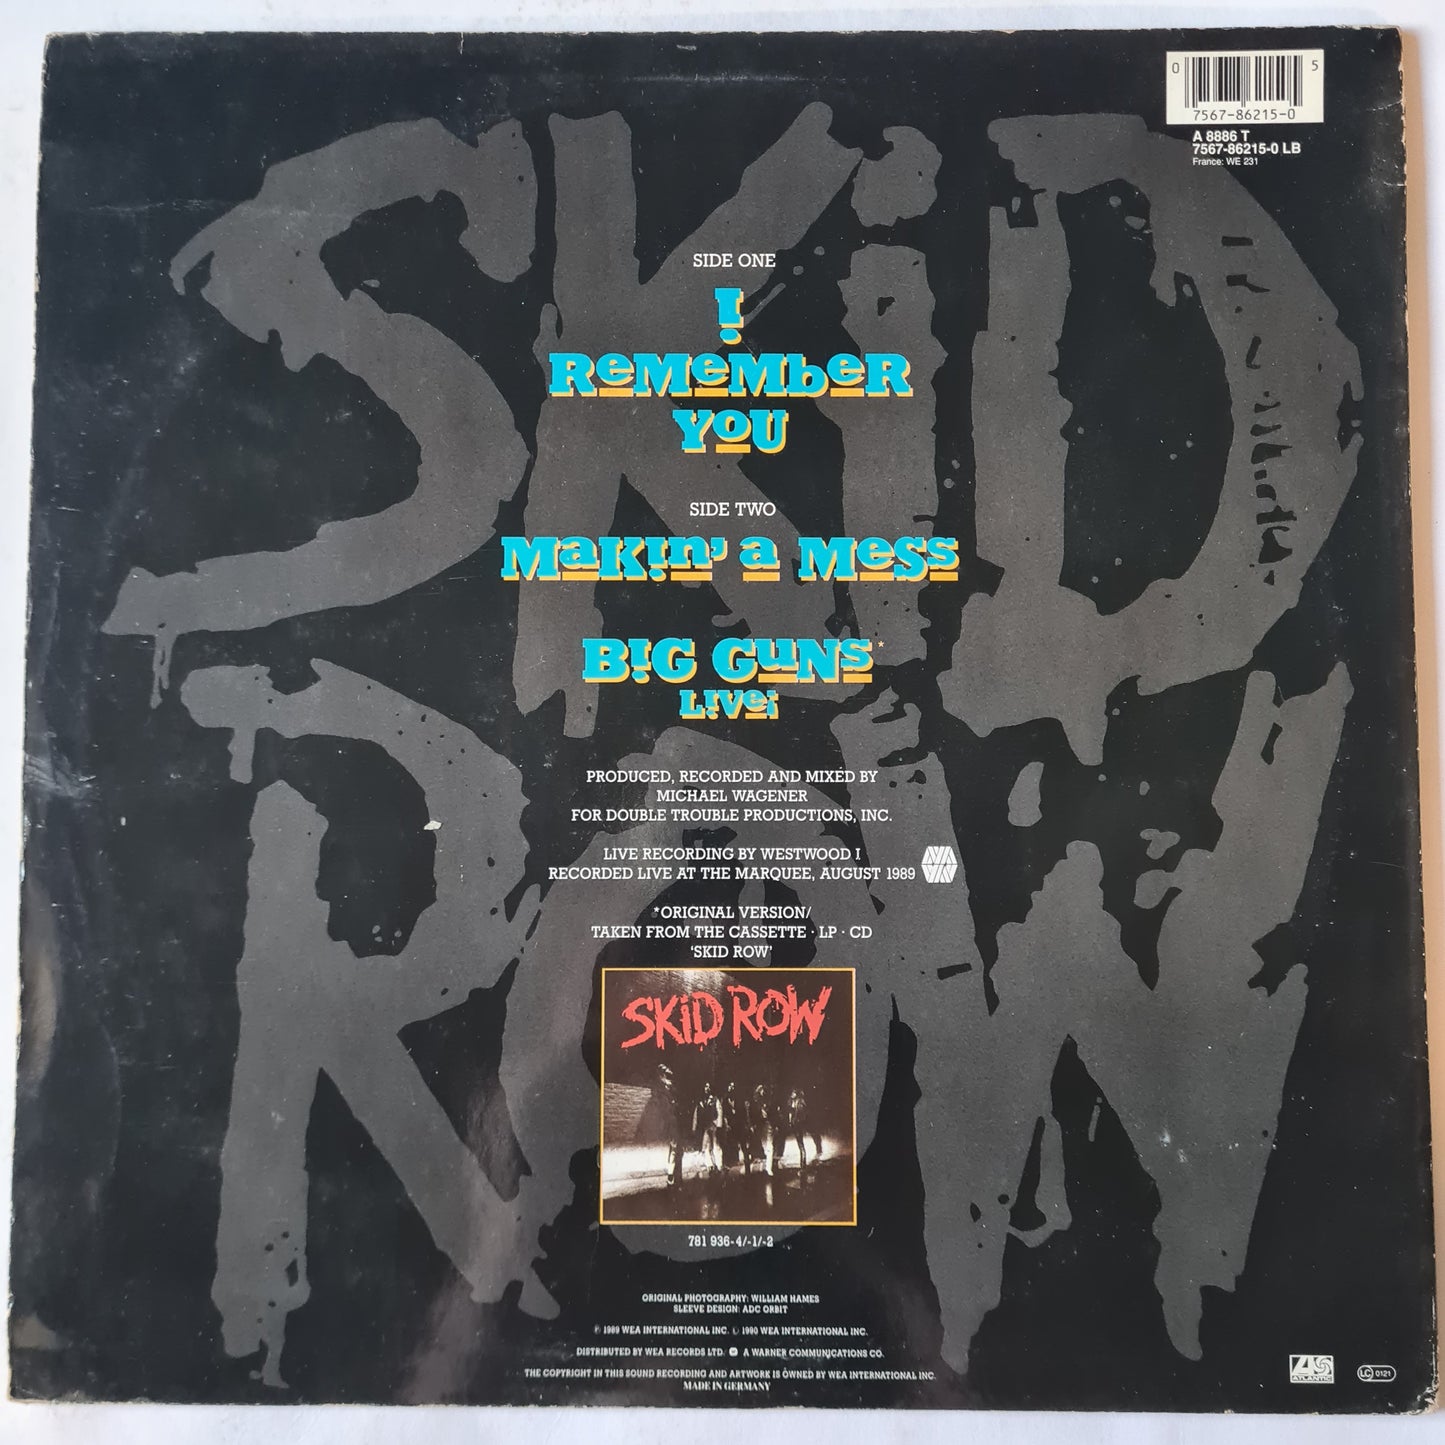 0 5
7567-86215-0
A 8886 T
7567-86215-0 LB
France: WE 231
SKiD
ROW
SIDE ONE
I
ReMeMbeR
YoU
SIDE TWO
MaKin' a MeSs
BiG GuNs*
Live!
PRODUCED, RECORDED AND MIXED BY
MICHAEL WAGENER
FOR DOUBLE TROUBLE PRODUCTIONS, INC.
LIVE RECORDING BY WESTWOOD I
RECORDED LIVE AT THE MARQUEE, AUGUST 1989
*ORIGINAL VERSION/
TAKEN FROM THE CASSETTE · LP · CD
'SKID ROW'
SKiD ROW
781 936-4/-1/-2
ORIGINAL PHOTOGRAPHY: WILLIAM HAMES
SLEEVE DESIGN: ADC ORBIT
℗ 1989 WEA INTERNATIONAL INC. © 1990 WEA INTERNATIONAL INC.
DISTRIBUTED BY WEA RECORDS LTD. A WARNER COMMUNICATIONS CO.
THE COPYRIGHT IN THIS SOUND RECORDING AND ARTWORK IS OWNED BY WEA INTERNATIONAL INC.
MADE IN GERMANY
ATLANTIC
LC 0121